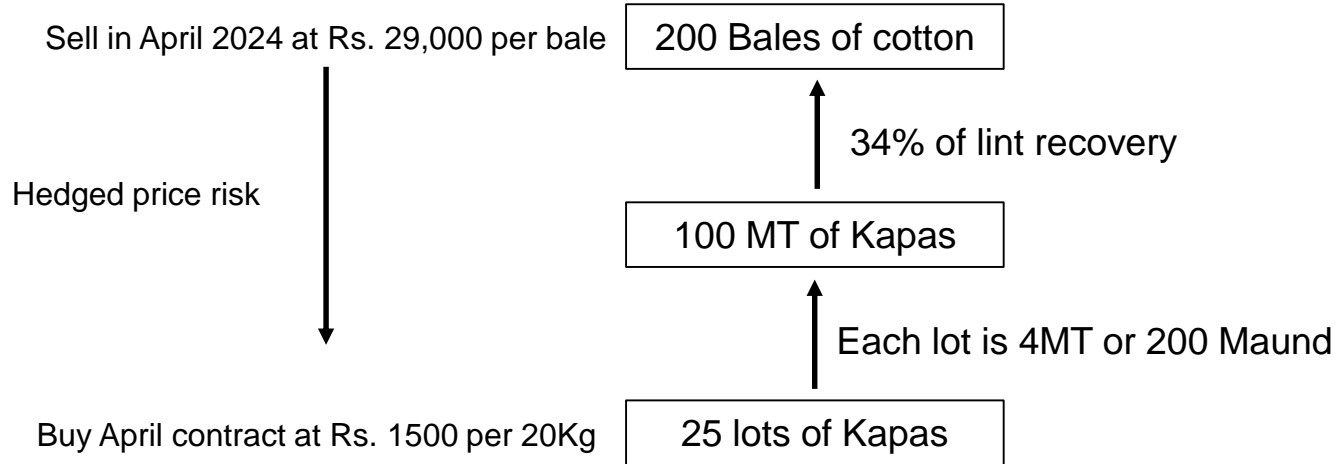 Sell in April 2024 at Rs. 29,000 per bale
200 Bales of cotton
34% of lint recovery
Hedged price risk
100 MT of Kapas
Each lot is 4MT or 200 Maund
Buy April contract at Rs. 1500 per 20Kg
25 lots of Kapas